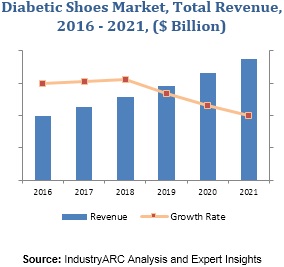 Diabetic Shoes Market, Total Revenue,
2016 - 2021, ($ Billion)
2016 2017 2018 2019 2020 2021
Revenue Growth Rate
Source: IndustryARC Analysis and Expert Insights